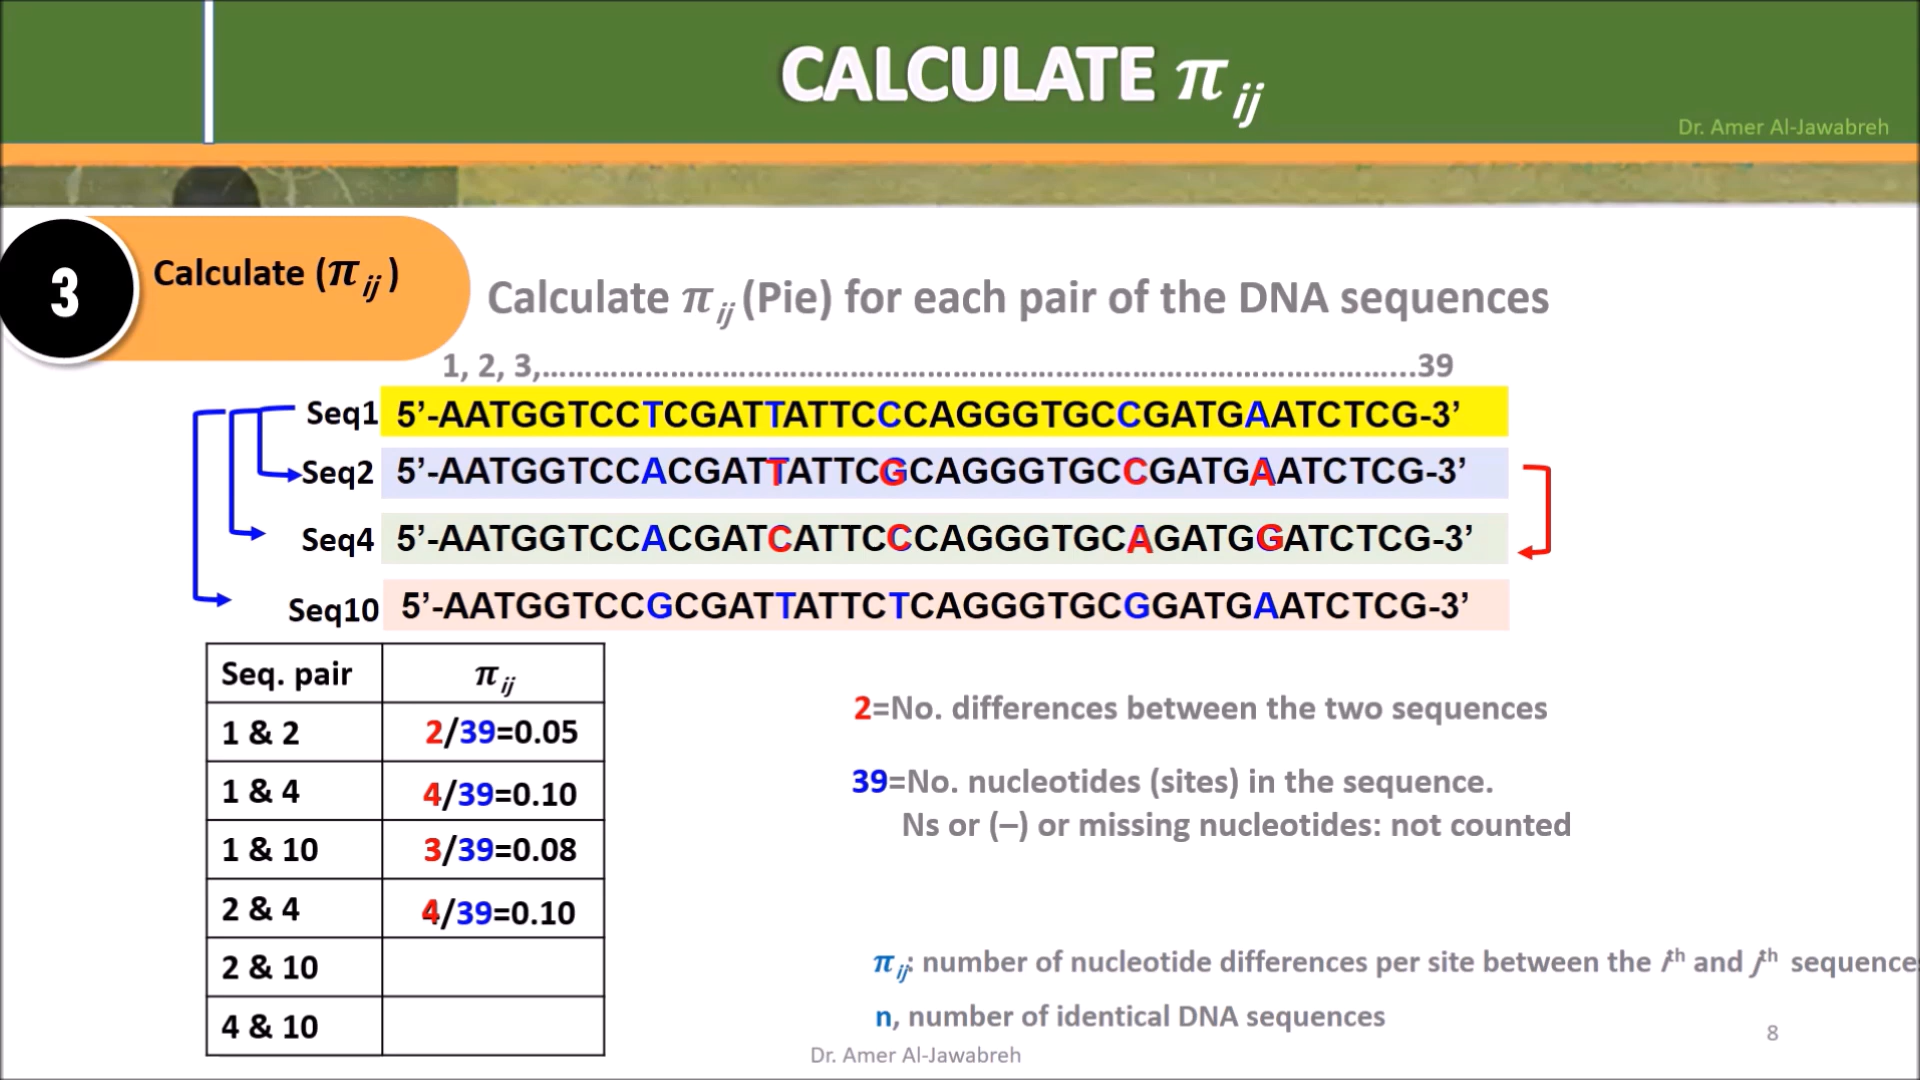 CALCULATE π ij
Dr. Amer Al-Jawabreh
3
Calculate (π ij )
Calculate π ij (Pie) for each pair of the DNA sequences
1, 2, 3,……………………………………………………………………………………...39
Seq1 5’-AATGGTCCTCGATTATTCCCCAGGGTGCCGATGAATCTCG-3’
Seq2 5’-AATGGTCCACGATTATTCGCAGGGTGCCGATGAATCTCG-3’
Seq4 5’-AATGGTCCACGATCATTCCCAGGGTGCAGATGGATCTCG-3’
Seq10 5’-AATGGTCCGCGATTATTCTCAGGGTGCGGATGAATCTCG-3’
Seq. pair π ij
1 & 2 2/39=0.05
1 & 4 4/39=0.10
1 & 10 3/39=0.08
2 & 4 4/39=0.10
2 & 10
4 & 10
2=No. differences between the two sequences
39=No. nucleotides (sites) in the sequence.
Ns or (–) or missing nucleotides: not counted
π ij: number of nucleotide differences per site between the ith and jth sequence
n, number of identical DNA sequences
Dr. Amer Al-Jawabreh
8